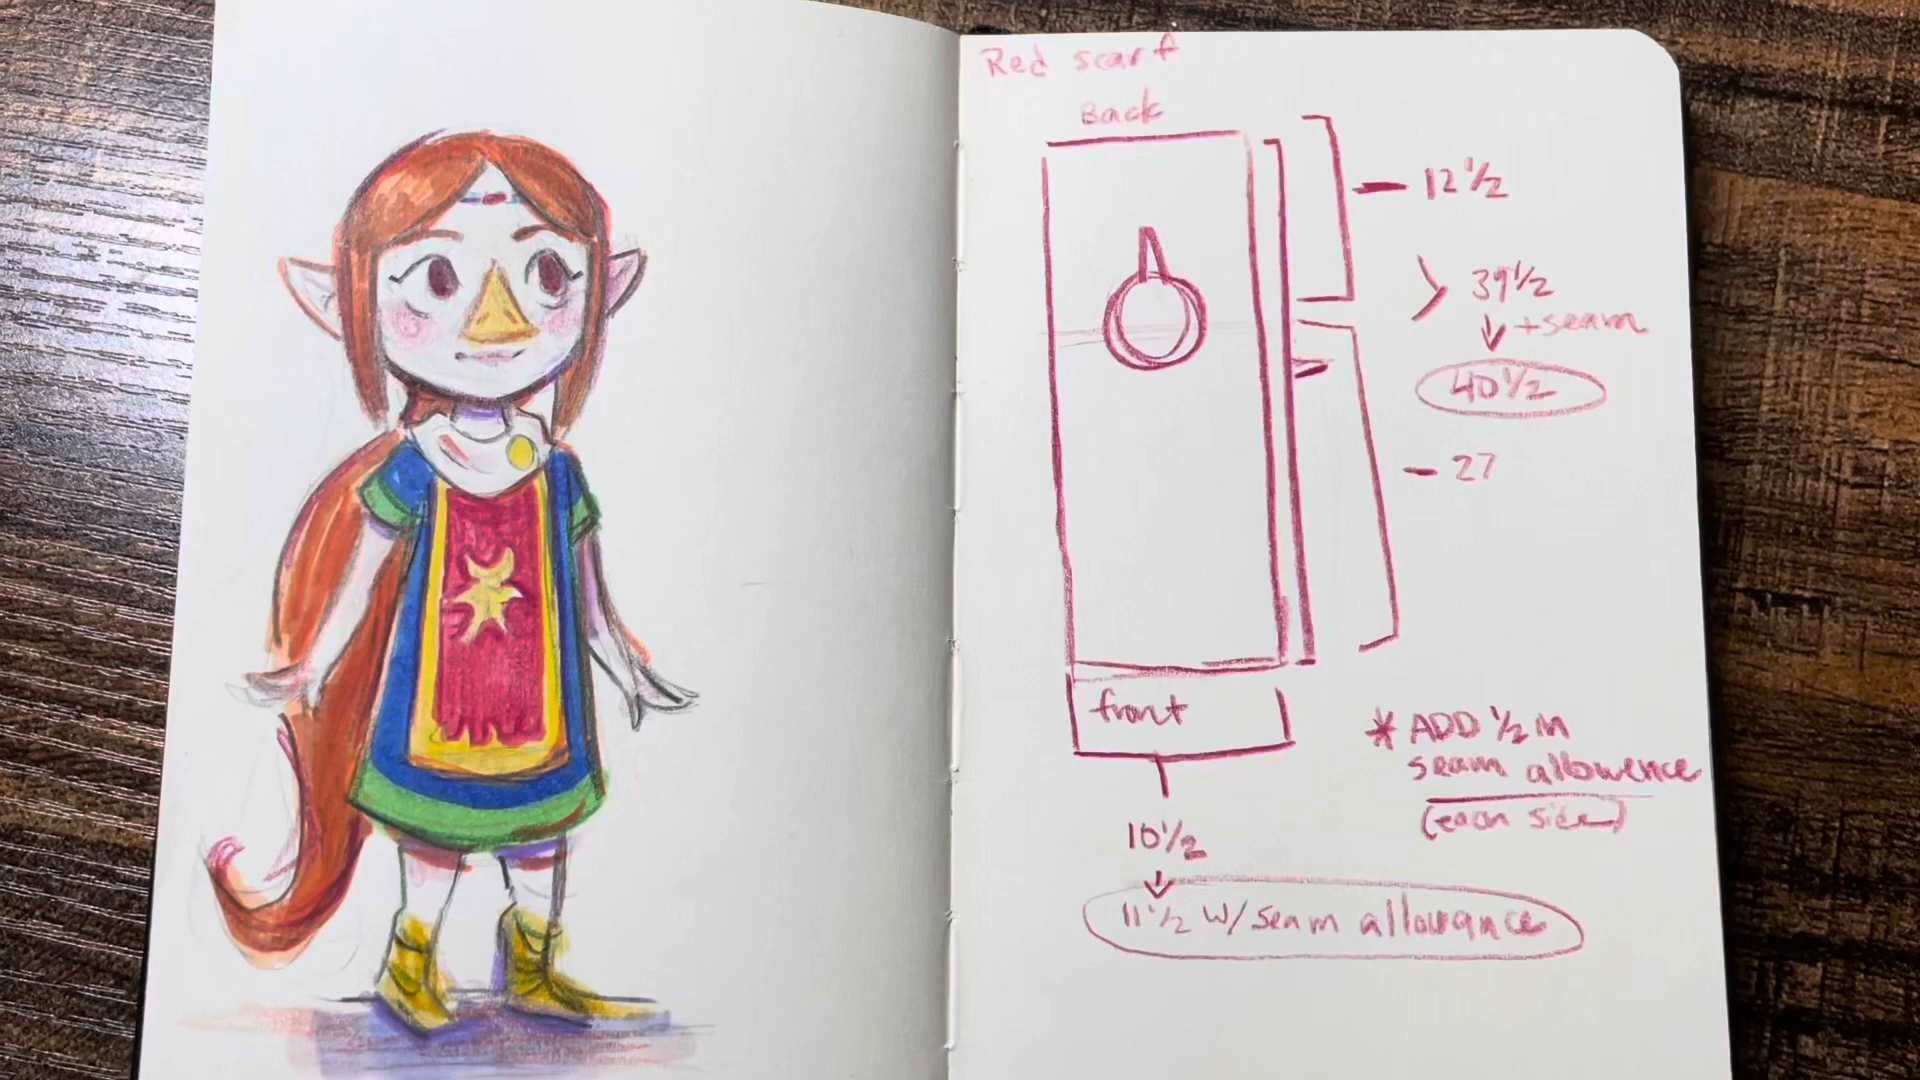 Red scarf
Back
12 1/2
39 1/2
+seam
40 1/2
27
front
* ADD 1/2 in
seam allowence
(each side)
10 1/2
11 1/2 w/ seam allowance